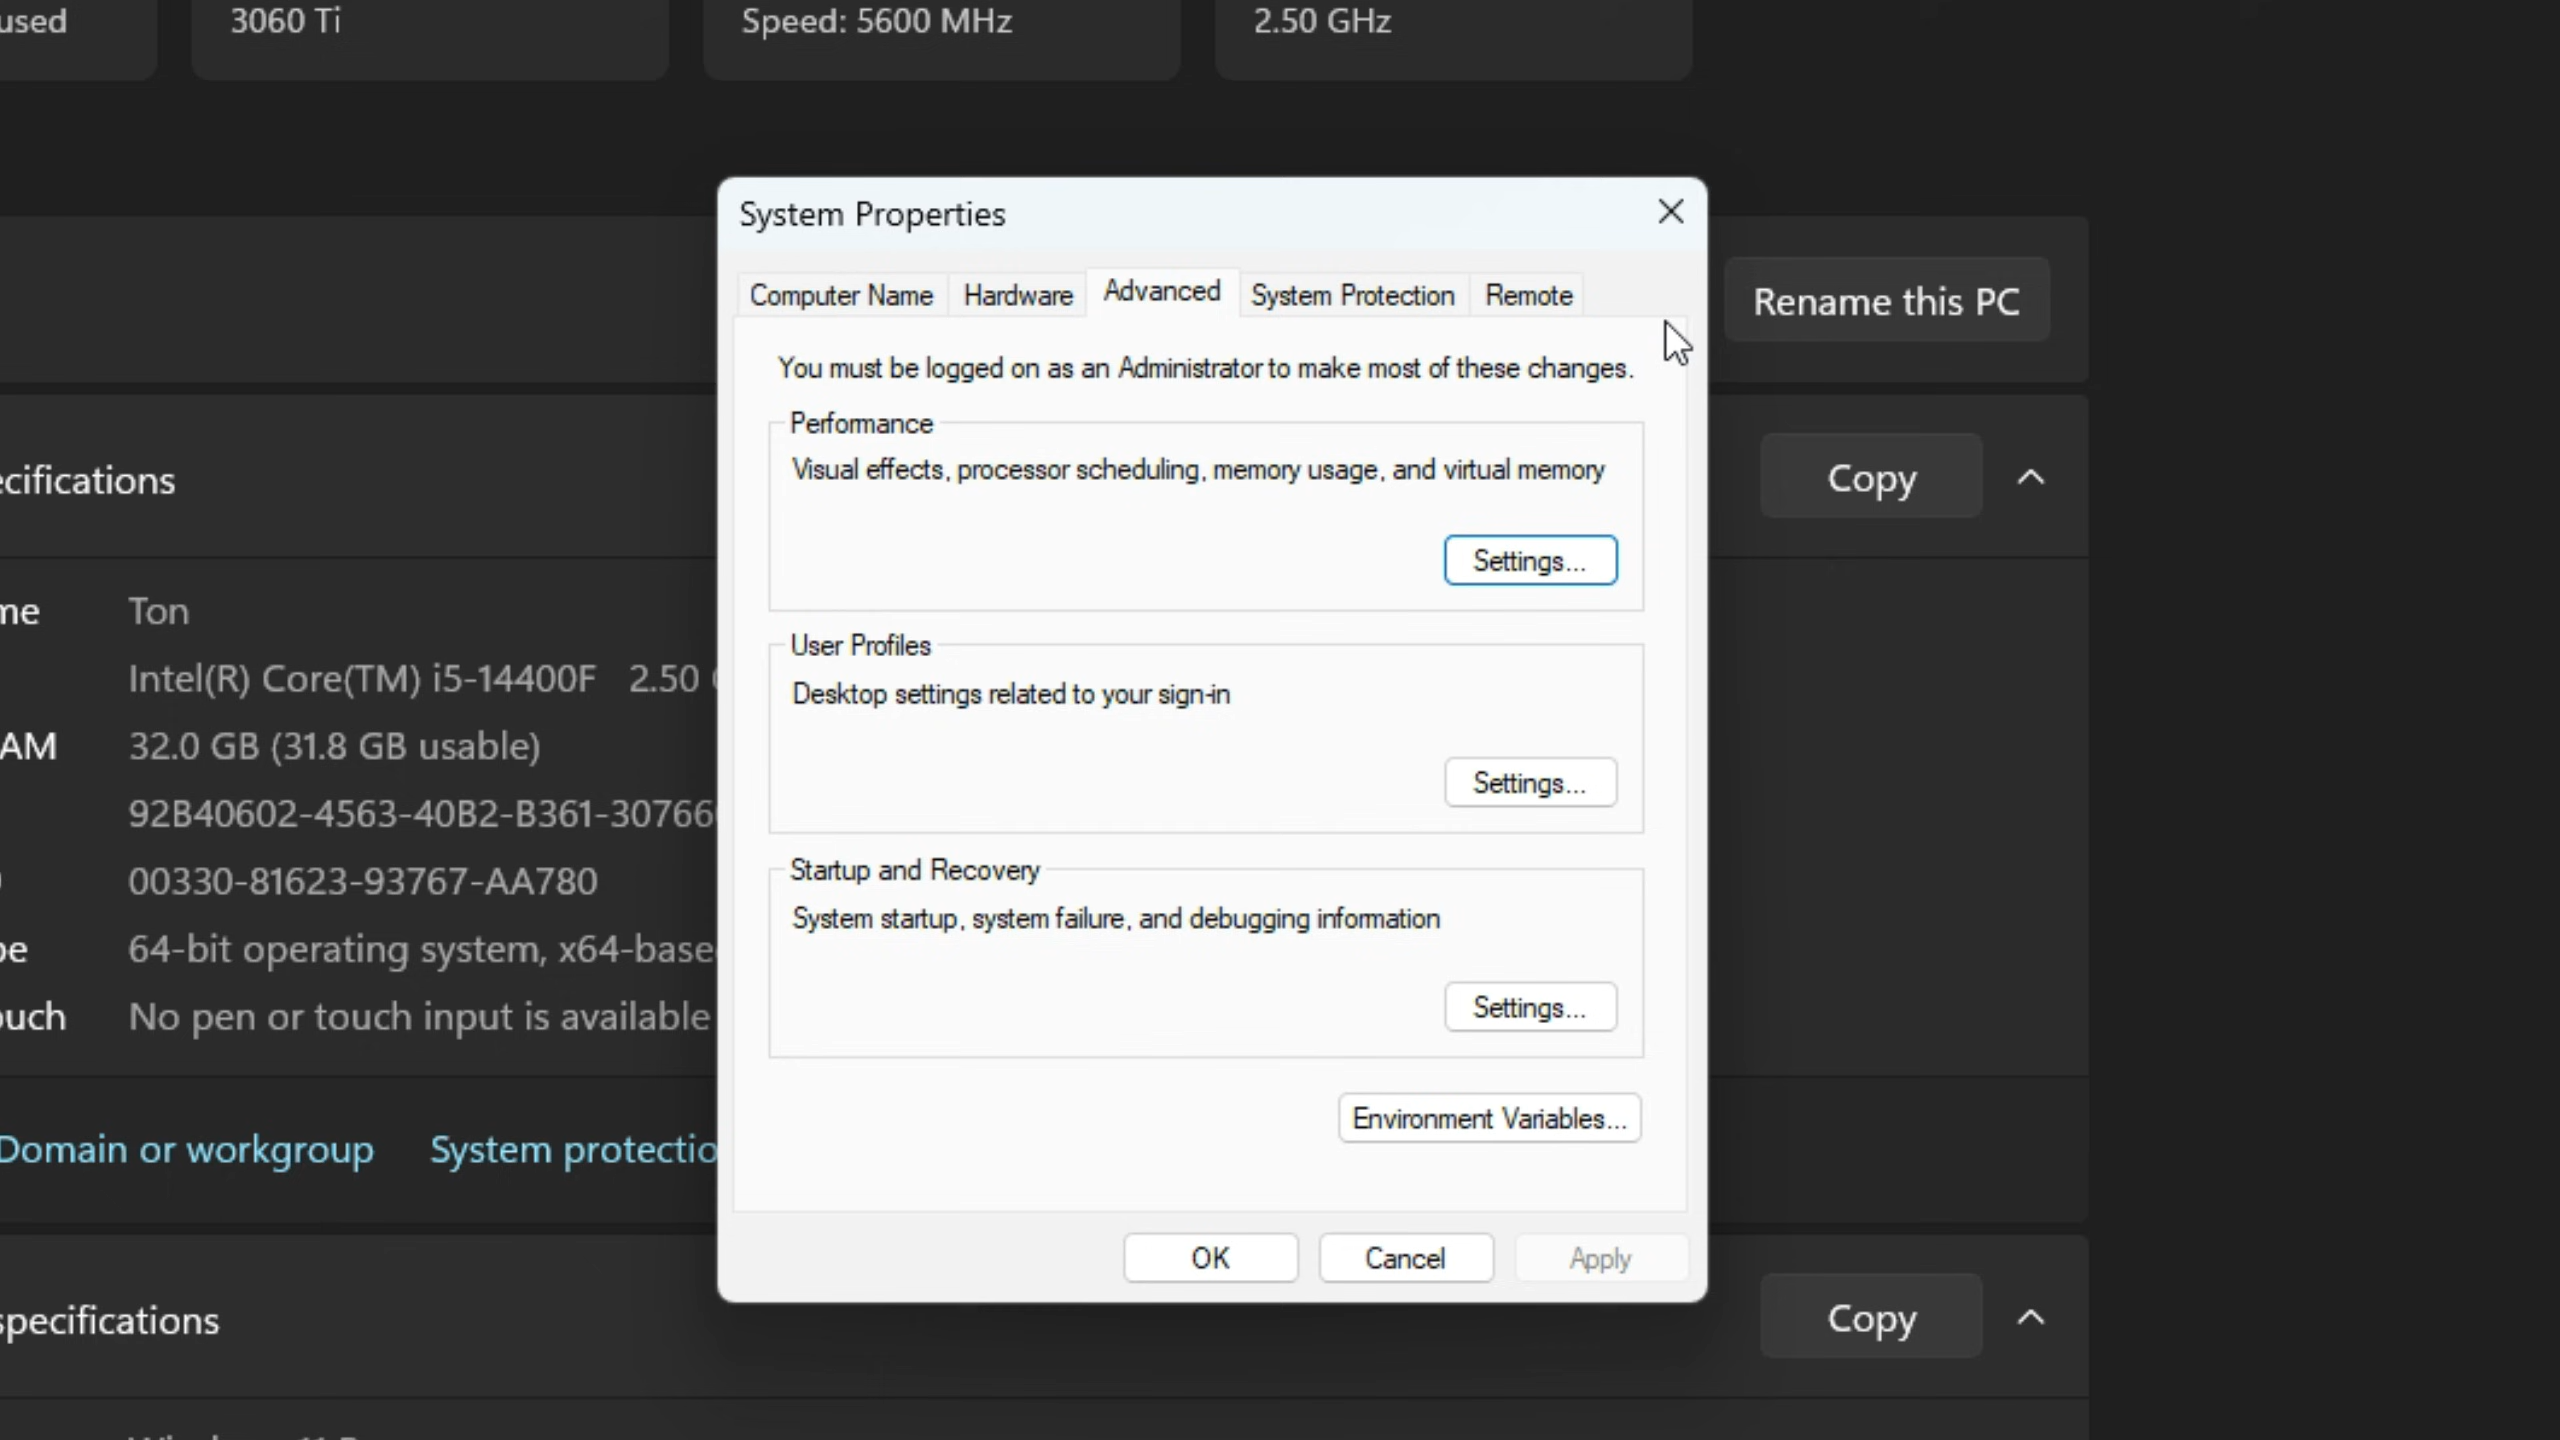 used
3060 Ti
Speed: 5600 MHz
2.50 GHz
System Properties
Computer Name
Hardware
Advanced
System Protection
Remote
Rename this PC
You must be logged on as an Administrator to make most of these changes.
Performance
Visual effects, processor scheduling, memory usage, and virtual memory
Settings...
User Profiles
Desktop settings related to your sign-in
Settings...
Startup and Recovery
System startup, system failure, and debugging information
Settings...
Environment Variables...
OK
Cancel
Apply
Copy
Ton
Intel(R) Core(TM) i5-14400F 2.50
32.0 GB (31.8 GB usable)
92B40602-4563-40B2-B361-30766
00330-81623-93767-AA780
64-bit operating system, x64-base
No pen or touch input is available
Domain or workgroup
System protectio
specifications
Copy